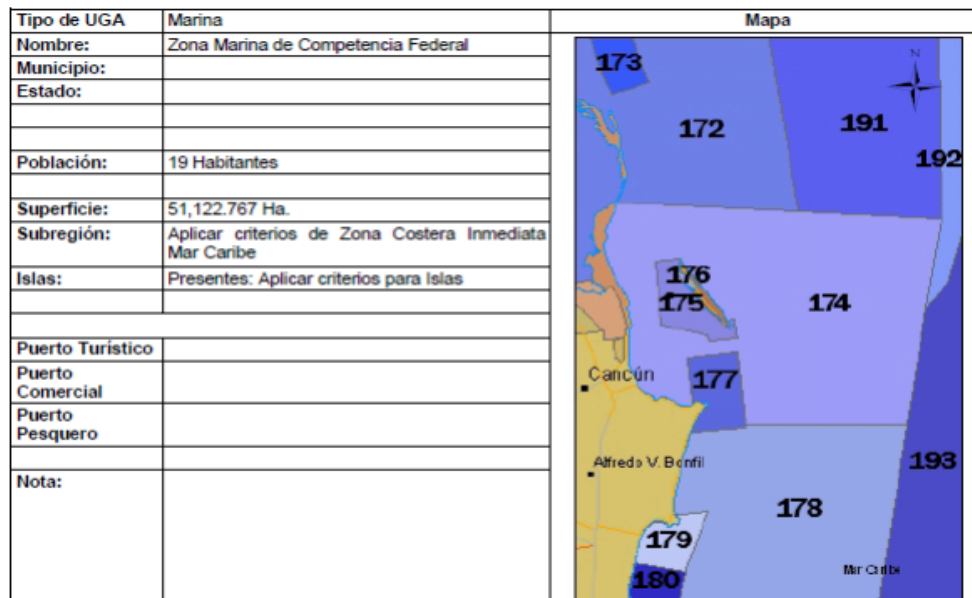 Tipo de UGA Marina Mapa
Nombre: Zona Marina de Competencia Federal
Municipio:
Estado:
Población: 19 Habitantes
Superficie: 51,122.767 Ha.
Subregión: Aplicar criterios de Zona Costera Inmediata
Mar Caribe
Islas: Presentes: Aplicar criterios para Islas
Puerto Turístico
Puerto
Comercial
Puerto
Pesquero
Nota:
N
173
172
191
192
176
175
174
Cancún
177
Alfredo V. Bonfil
193
178
179
Mar Caribe
180